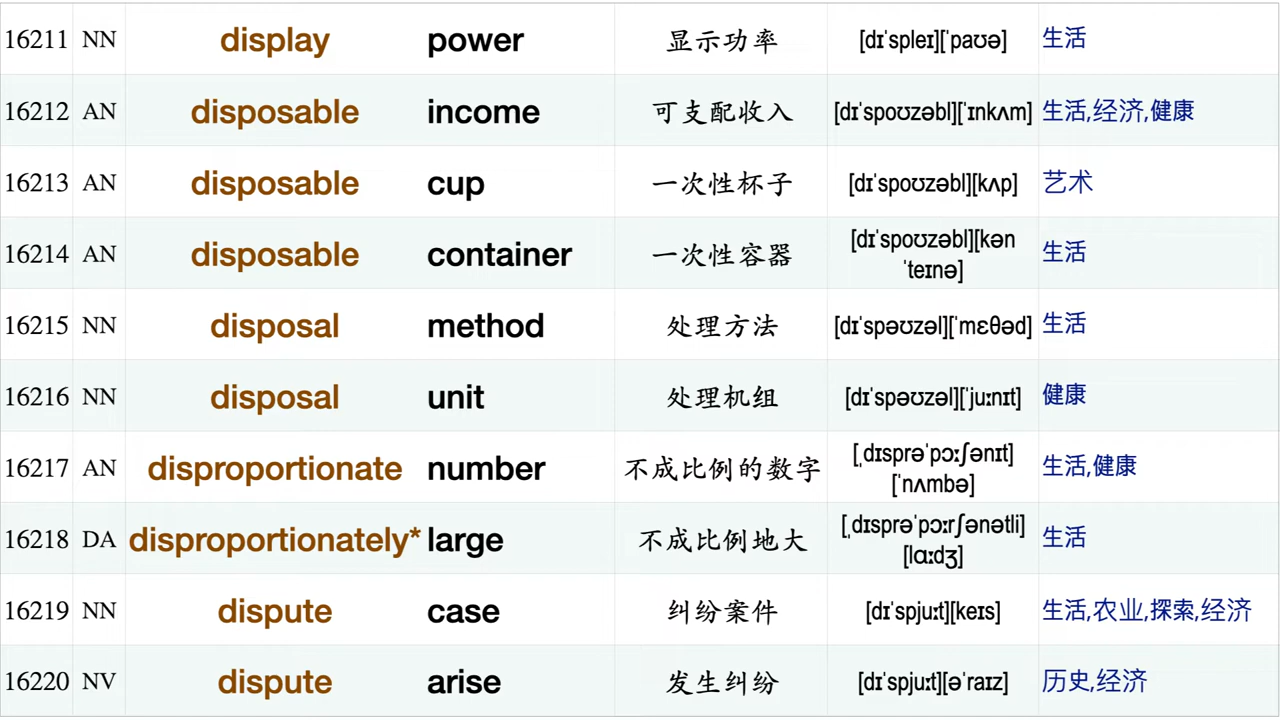 16211 NN display power 显示功率 [dɪˈspleɪ][ˈpaʊə] 生活
16212 AN disposable income 可支配收入 [dɪˈspoʊzəbl][ˈɪnkʌm] 生活,经济,健康
16213 AN disposable cup 一次性杯子 [dɪˈspoʊzəbl][kʌp] 艺术
16214 AN disposable container 一次性容器 [dɪˈspoʊzəbl][kən
ˈteɪnə] 生活
16215 NN disposal method 处理方法 [dɪˈspəʊzəl][ˈmɛθəd] 生活
16216 NN disposal unit 处理机组 [dɪˈspəʊzəl][ˈjuːnɪt] 健康
16217 AN disproportionate number 不成比例的数字 [ˌdɪsprəˈpɔːʃənɪt]
[ˈnʌmbə] 生活,健康
16218 DA disproportionately* large 不成比例地大 [ˌdɪsprəˈpɔːrʃənətli]
[lɑːdʒ] 生活
16219 NN dispute case 纠纷案件 [dɪˈspjuːt][keɪs] 生活,农业,探索,经济
16220 NV dispute arise 发生纠纷 [dɪˈspjuːt][əˈraɪz] 历史,经济